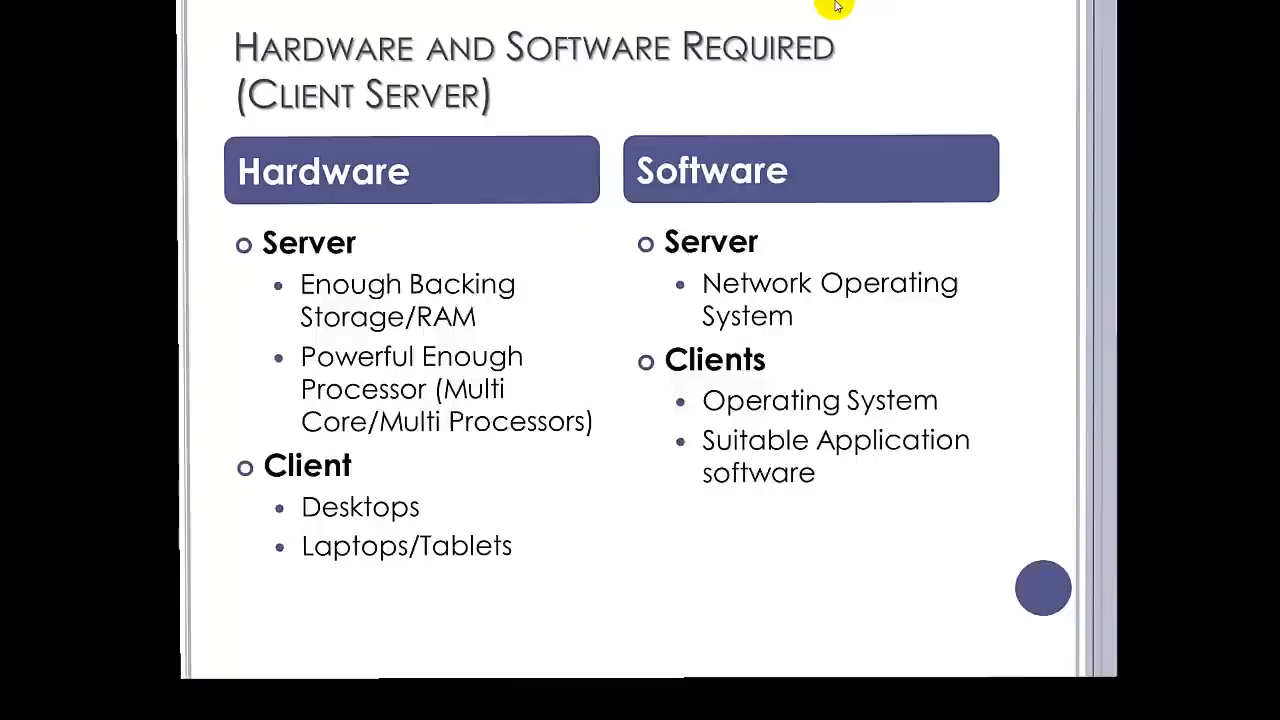 HARDWARE AND SOFTWARE REQUIRED
(CLIENT SERVER)
Hardware
Server
Enough Backing
Storage/RAM
Powerful Enough
Processor (Multi
Core/Multi Processors)
Client
Desktops
Laptops/Tablets
Software
Server
Network Operating
System
Clients
Operating System
Suitable Application
software